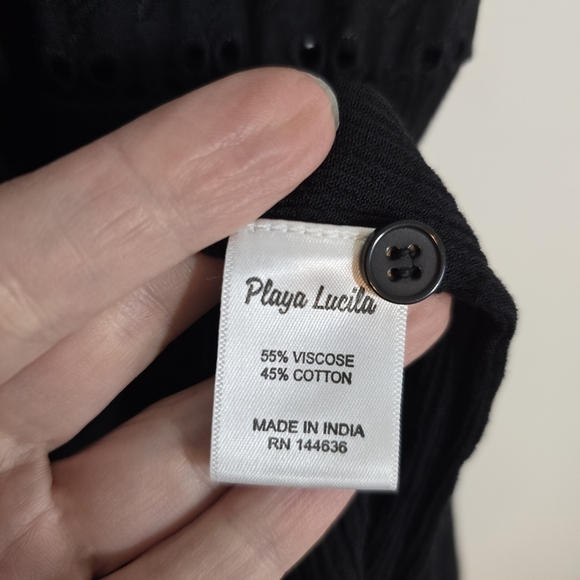 Playa Lucila
55% VISCOSE
45% COTTON
MADE IN INDIA
RN 144636